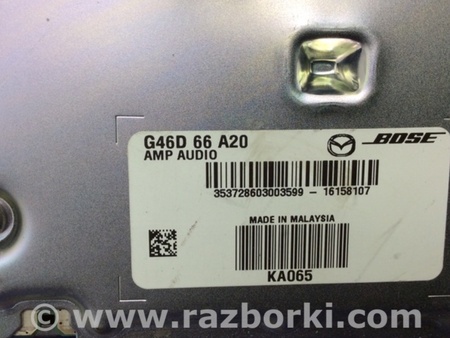 G46D 66 A20
AMP AUDIO
BOSE
353728603003599 - 16158107
MADE IN MALAYSIA
KA065
© www.razborki.com